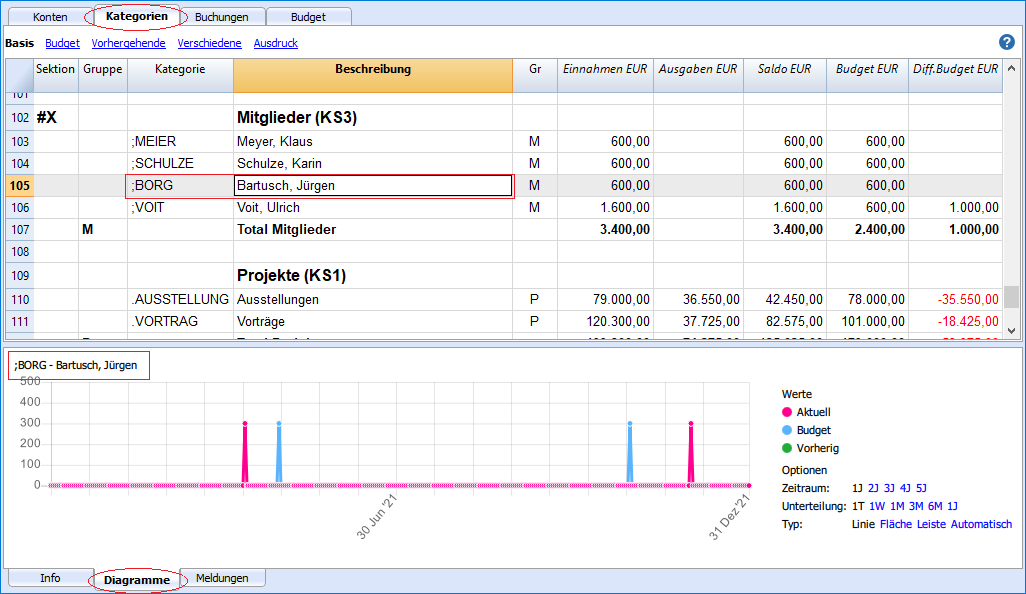 Konten Kategorien Buchungen Budget
Basis Budget Vorhergehende Verschiedene Ausdruck ?
Sektion Gruppe Kategorie Beschreibung Gr Einnahmen EUR Ausgaben EUR Saldo EUR Budget EUR Diff.Budget EUR
101
102 #X Mitglieder (KS3)
103 ;MEIER Meyer, Klaus M 600,00 600,00 600,00
104 ;SCHULZE Schulze, Karin M 600,00 600,00 600,00
105 ;BORG Bartusch, Jürgen M 600,00 600,00 600,00
106 ;VOIT Voit, Ulrich M 1.600,00 1.600,00 600,00 1.000,00
107 M Total Mitglieder 3.400,00 3.400,00 2.400,00 1.000,00
108
109 Projekte (KS1)
110 .AUSSTELLUNG Ausstellungen P 79.000,00 36.550,00 42.450,00 78.000,00 -35.550,00
111 .VORTRAG Vorträge P 120.300,00 37.725,00 82.575,00 101.000,00 -18.425,00
;BORG - Bartusch, Jürgen
500
400
300
200
100
0
30 Jun '21
31 Dez '21
Werte
Aktuell
Budget
Vorherig
Optionen
Zeitraum: 1J 2J 3J 4J 5J
Unterteilung: 1T 1W 1M 3M 6M 1J
Typ: Linie Fläche Leiste Automatisch
Info Diagramme Meldungen